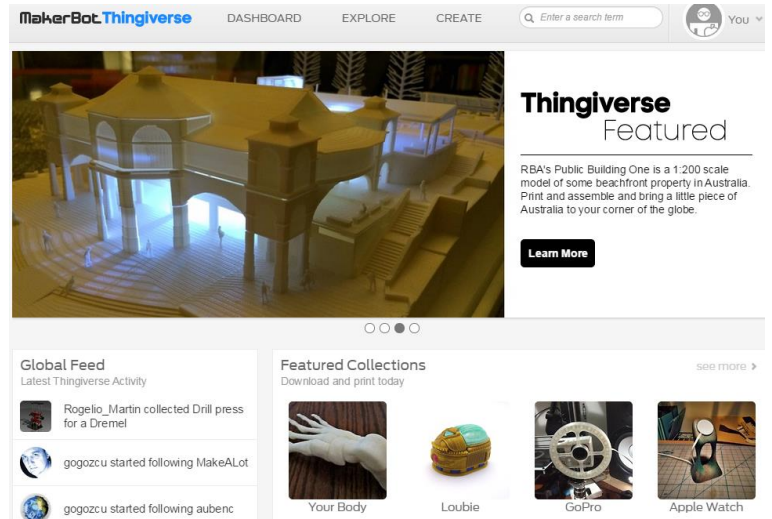 MakerBot Thingiverse
DASHBOARD
EXPLORE
CREATE
Enter a search term
You
Thingiverse
Featured
RBA's Public Building One is a 1:200 scale
model of some beachfront property in Australia.
Print and assemble and bring a little piece of
Australia to your corner of the globe.
Learn More
Global Feed
Latest Thingiverse Activity
Rogelio_Martin collected Drill press
for a Dremel
gogozcu started following MakeALot
gogozcu started following aubenc
Featured Collections
Download and print today
see more >
Your Body
Loubie
GoPro
Apple Watch